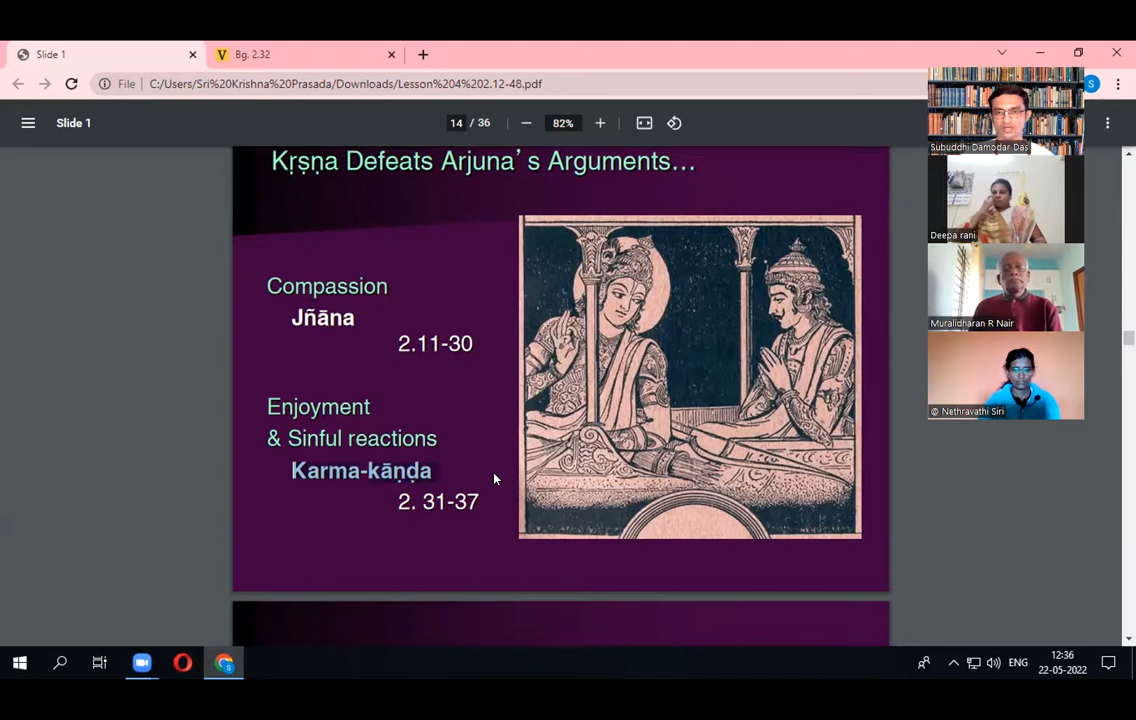 Slide 1
V
Bg. 2.32
File
C:/Users/Sri%20Krishna%20Prasada/Downloads/Lesson%204%202.12-48.pdf
S
Slide 1
14 / 36
82%
Kṛṣṇa Defeats Arjuna's Arguments...
Compassion
Jñāna
2.11-30
Enjoyment
& Sinful reactions
Karma-kāṇḍa
2. 31-37
Subuddhi Damodar Das
Deepa rani
Muralidharan R Nair
@ Nethravathi Siri
S
ENG
12:36
22-05-2022